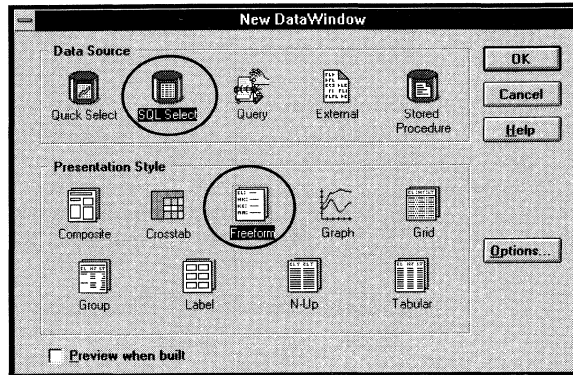 New DataWindow
Data Source
Quick Select
SQL Select
Query
External
Stored
Procedure
OK
Cancel
Help
Presentation Style
Composite
Crosstab
Freeform
Graph
Grid
Group
Label
N-Up
Tabular
Options...
Preview when built